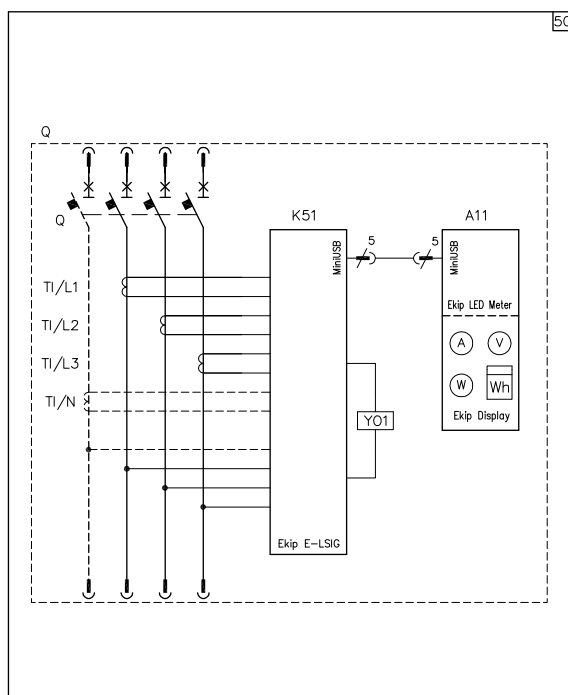 50
Q
Q
K51
A11
5
5
MiniUSB
MiniUSB
TI/L1
Ekip LED Meter
TI/L2
A
V
TI/L3
W
Wh
TI/N
Y01
Ekip Display
Ekip E-LSIG